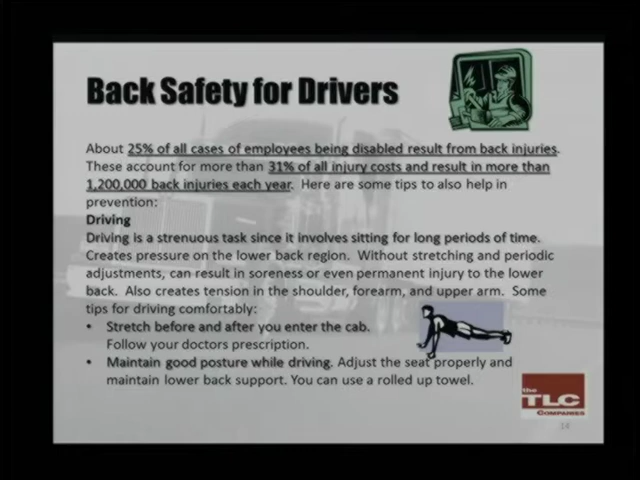 Back Safety for Drivers
About 25% of all cases of employees being disabled result from back injuries.
These account for more than 31% of all injury costs and result in more than
1,200,000 back injuries each year. Here are some tips to also help in
prevention:
Driving
Driving is a strenuous task since it involves sitting for long periods of time.
Creates pressure on the lower back region. Without stretching and periodic
adjustments, can result in soreness or even permanent injury to the lower
back. Also creates tension in the shoulder, forearm, and upper arm. Some
tips for driving comfortably:
• Stretch before and after you enter the cab.
Follow your doctors prescription.
• Maintain good posture while driving. Adjust the seat properly and
maintain lower back support. You can use a rolled up towel.
the
TLC
COMPANIES